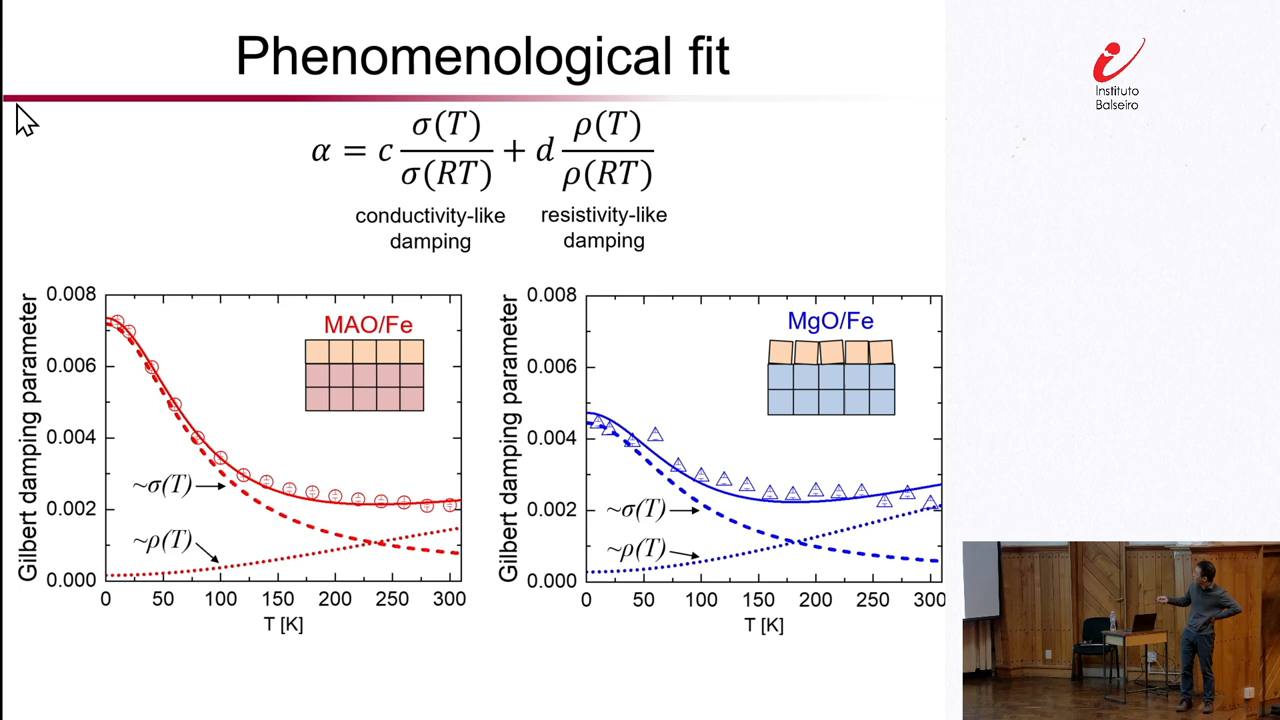 Phenomenological fit
Instituto
Balseiro
α = c σ(T)/σ(RT) + d ρ(T)/ρ(RT)
conductivity-like
damping
resistivity-like
damping
Gilbert damping parameter
0.008
0.006
0.004
0.002
0.000
MAO/Fe
~σ(T)
~ρ(T)
0 50 100 150 200 250 300
T [K]
Gilbert damping parameter
0.008
0.006
0.004
0.002
0.000
MgO/Fe
~σ(T)
~ρ(T)
0 50 100 150 200 250 300
T [K]